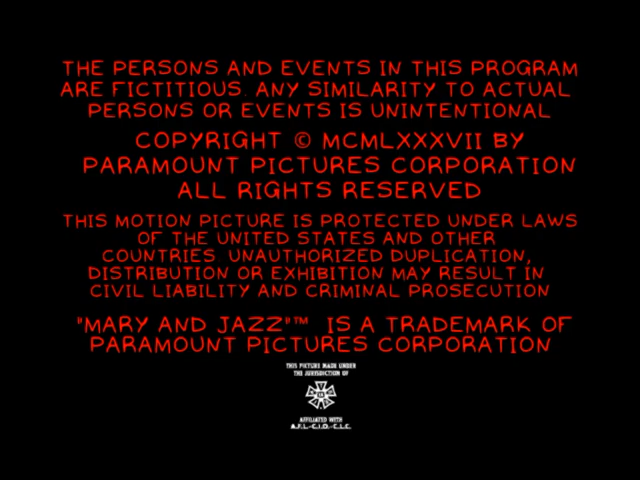 THE PERSONS AND EVENTS IN THIS PROGRAM
ARE FICTITIOUS. ANY SIMILARITY TO ACTUAL
PERSONS OR EVENTS IS UNINTENTIONAL
COPYRIGHT © MCMLXXXVII BY
PARAMOUNT PICTURES CORPORATION
ALL RIGHTS RESERVED
THIS MOTION PICTURE IS PROTECTED UNDER LAWS
OF THE UNITED STATES AND OTHER
COUNTRIES. UNAUTHORIZED DUPLICATION,
DISTRIBUTION OR EXHIBITION MAY RESULT IN
CIVIL LIABILITY AND CRIMINAL PROSECUTION
"MARY AND JAZZ"™ IS A TRADEMARK OF
PARAMOUNT PICTURES CORPORATION
THIS PICTURE MADE UNDER
THE JURISDICTION OF
AFFILIATED WITH
A.F.L.-C.I.O.-C.L.C.